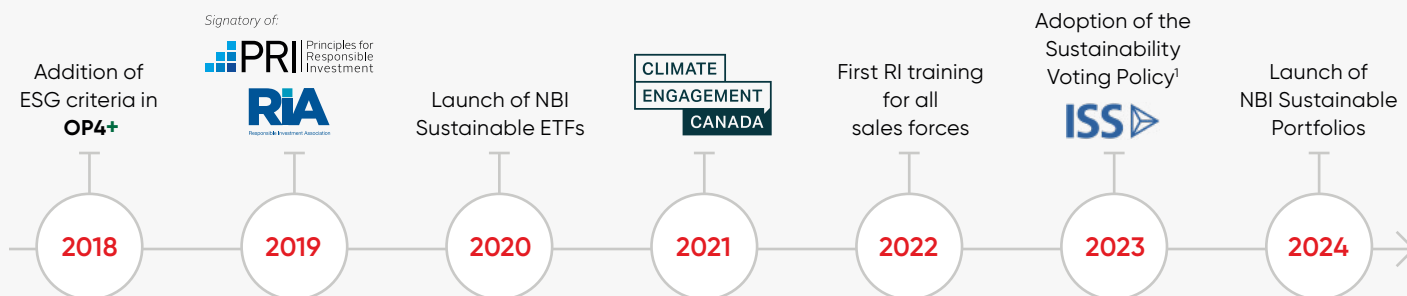 Addition of
ESG criteria in
OP4+
Signatory of:
PRI Principles for
Responsible
Investment
RiA
Responsible Investment Association
Launch of NBI
Sustainable ETFs
CLIMATE
ENGAGEMENT
CANADA
First RI training
for all
sales forces
Adoption of the
Sustainability
Voting Policy¹
ISS
Launch of
NBI Sustainable
Portfolios
2018
2019
2020
2021
2022
2023
2024